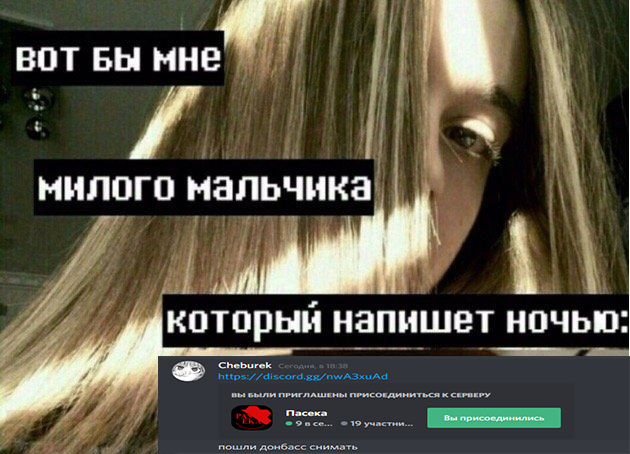 вот бы мне
милого мальчика
который напишет ночью:
Cheburek Сегодня, в 18:38
https://discord.gg/nwA3xuAd
ВЫ БЫЛИ ПРИГЛАШЕНЫ ПРИСОЕДИНИТЬСЯ К СЕРВЕРУ
Пасека
9 в се... 19 участни...
Вы присоединились
пошли донбасс снимать